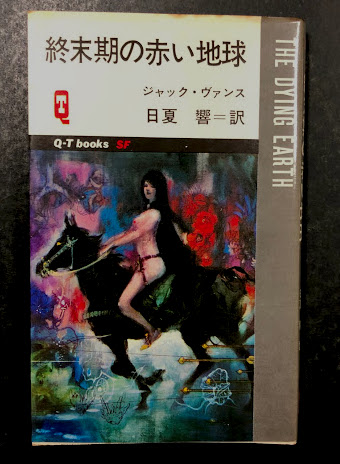 終末期の赤い地球
ジャック・ヴァンス
日夏 響＝訳
QT
Q-T books SF
THE DYING EARTH